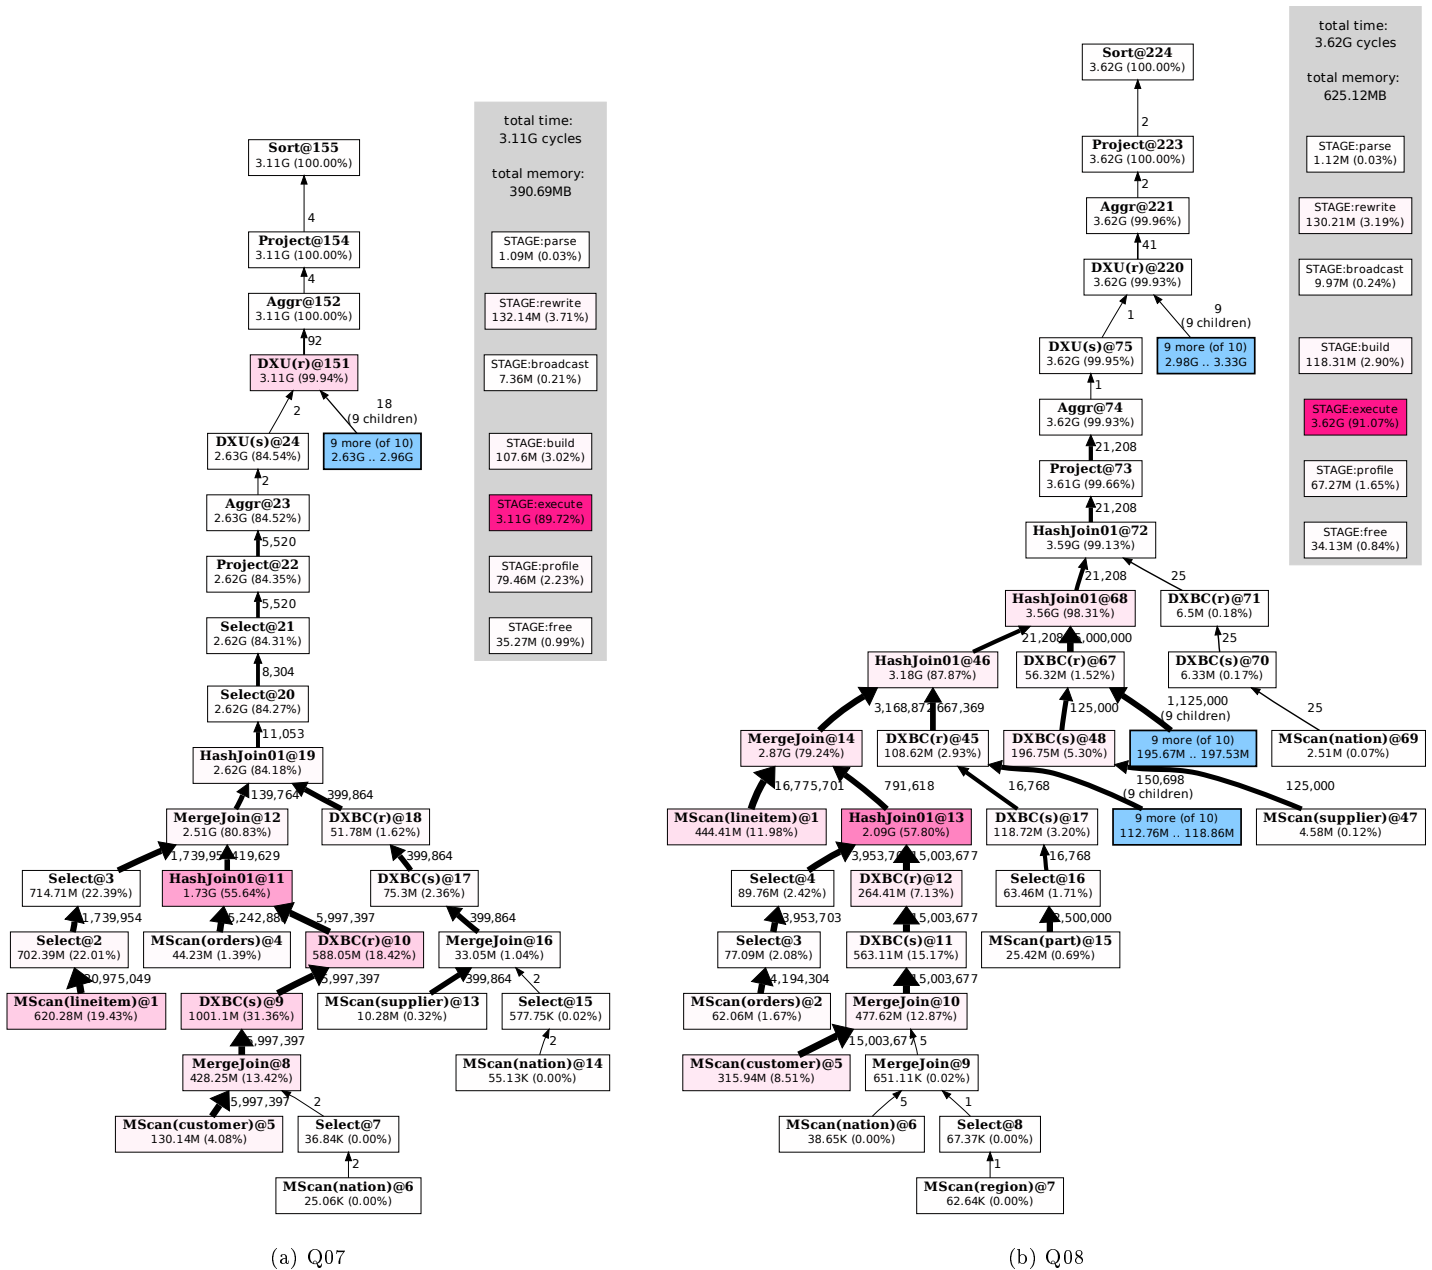 total time:
3.11G cycles
total memory:
390.69MB
STAGE:parse
1.09M (0.03%)
STAGE:rewrite
132.14M (3.71%)
STAGE:broadcast
7.36M (0.21%)
STAGE:build
107.6M (3.02%)
STAGE:execute
3.11G (89.72%)
STAGE:profile
79.46M (2.23%)
STAGE:free
35.27M (0.99%)
Sort@155
3.11G (100.00%)
4
Project@154
3.11G (100.00%)
4
Aggr@152
3.11G (100.00%)
92
DXU(r)@151
3.11G (99.94%)
2
18
(9 children)
DXU(s)@24
2.63G (84.54%)
9 more (of 10)
2.63G .. 2.96G
2
Aggr@23
2.63G (84.52%)
5,520
Project@22
2.62G (84.35%)
5,520
Select@21
2.62G (84.31%)
8,304
Select@20
2.62G (84.27%)
11,053
HashJoin01@19
2.62G (84.18%)
139,764
399,864
MergeJoin@12
2.51G (80.83%)
DXBC(r)@18
51.78M (1.62%)
419,629
399,864
Select@3
714.71M (22.39%)
HashJoin01@11
1.73G (55.64%)
DXBC(s)@17
75.3M (2.36%)
1,739,954
5,997,397
399,864
Select@2
702.39M (22.01%)
MScan(orders)@4
44.23M (1.39%)
DXBC(r)@10
588.05M (18.42%)
MergeJoin@16
33.05M (1.04%)
5,997,397
399,864
2
MScan(lineitem)@1
620.28M (19.43%)
DXBC(s)@9
1001.1M (31.36%)
MScan(supplier)@13
10.28M (0.32%)
Select@15
577.75K (0.02%)
5,997,397
2
MergeJoin@8
428.25M (13.42%)
MScan(nation)@14
55.13K (0.00%)
5,997,397
2
MScan(customer)@5
130.14M (4.08%)
Select@7
36.84K (0.00%)
2
MScan(nation)@6
25.06K (0.00%)
(a) Q07
total time:
3.62G cycles
total memory:
625.12MB
STAGE:parse
1.12M (0.03%)
STAGE:rewrite
130.21M (3.19%)
STAGE:broadcast
9.97M (0.24%)
STAGE:build
118.31M (2.90%)
STAGE:execute
3.62G (91.07%)
STAGE:profile
67.27M (1.65%)
STAGE:free
34.13M (0.84%)
Sort@224
3.62G (100.00%)
2
Project@223
3.62G (100.00%)
2
Aggr@221
3.62G (99.96%)
41
DXU(r)@220
3.62G (99.93%)
1
9
(9 children)
DXU(s)@75
3.62G (99.95%)
9 more (of 10)
2.98G .. 3.33G
1
Aggr@74
3.62G (99.93%)
21,208
Project@73
3.61G (99.66%)
21,208
HashJoin01@72
3.59G (99.13%)
21,208
25
HashJoin01@68
3.56G (98.31%)
DXBC(r)@71
6.5M (0.18%)
21,208
25
HashJoin01@46
3.18G (87.87%)
DXBC(r)@67
56.32M (1.52%)
DXBC(s)@70
6.33M (0.17%)
125,000
1,125,000
(9 children)
25
MergeJoin@14
2.87G (79.24%)
DXBC(r)@45
108.62M (2.93%)
DXBC(s)@48
196.75M (5.30%)
9 more (of 10)
195.67M .. 197.53M
MScan(nation)@69
2.51M (0.07%)
16,775,701
791,618
16,768
150,698
(9 children)
125,000
MScan(lineitem)@1
444.41M (11.98%)
HashJoin01@13
2.09G (57.80%)
DXBC(s)@17
118.72M (3.20%)
9 more (of 10)
112.76M .. 118.86M
MScan(supplier)@47
4.58M (0.12%)
15,003,677
16,768
Select@4
89.76M (2.42%)
DXBC(r)@12
264.41M (7.13%)
Select@16
63.46M (1.71%)
3,953,703
15,003,677
Select@3
77.09M (2.08%)
DXBC(s)@11
563.11M (15.17%)
MScan(part)@15
25.42M (0.69%)
4,194,304
15,003,677
MScan(orders)@2
62.06M (1.67%)
MergeJoin@10
477.62M (12.87%)
15,003,677
5
MScan(customer)@5
315.94M (8.51%)
MergeJoin@9
651.11K (0.02%)
5
1
MScan(nation)@6
38.65K (0.00%)
Select@8
67.37K (0.00%)
1
MScan(region)@7
62.64K (0.00%)
(b) Q08